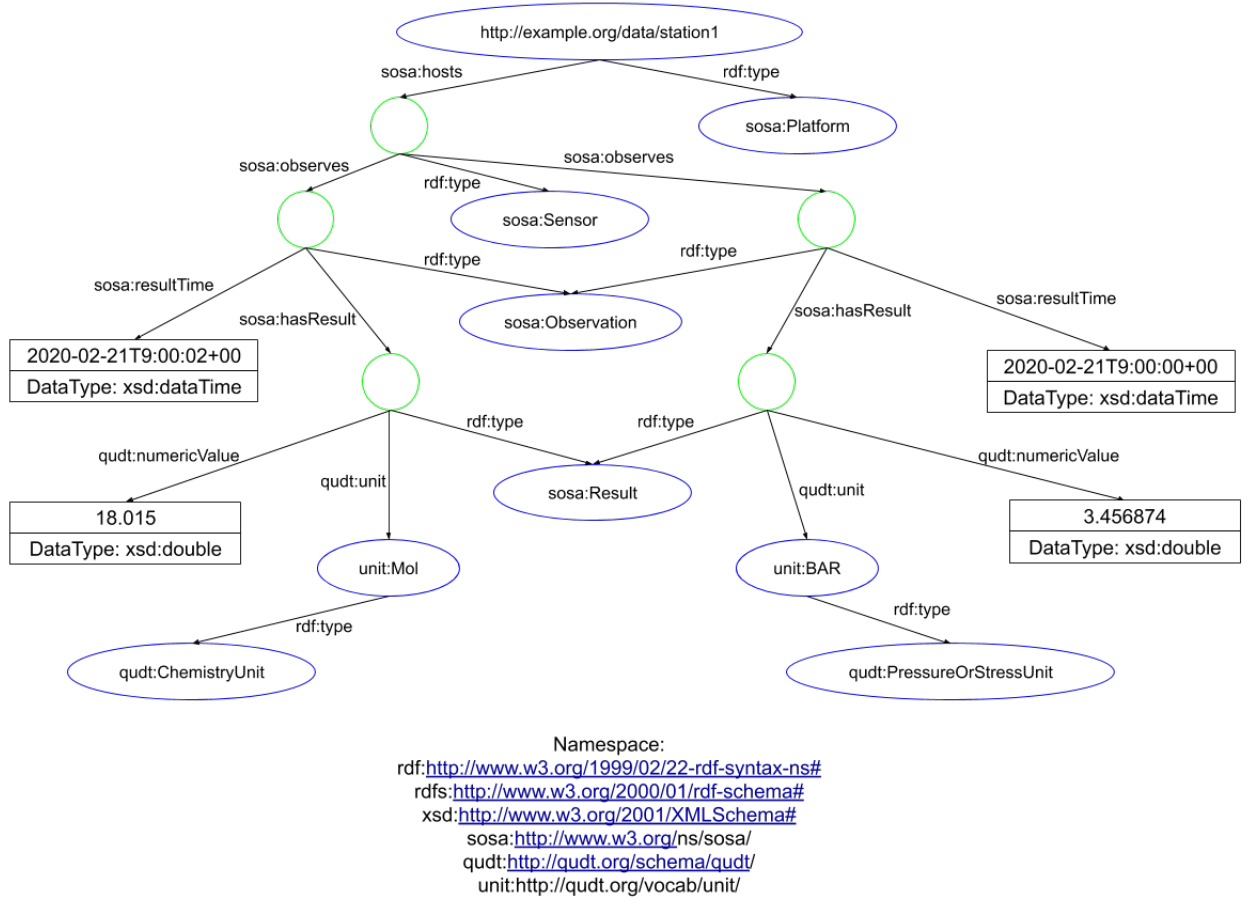 http://example.org/data/station1
sosa:hosts
rdf:type
sosa:Platform
sosa:observes
sosa:observes
rdf:type
sosa:Sensor
rdf:type
rdf:type
sosa:resultTime
sosa:resultTime
sosa:hasResult
sosa:Observation
sosa:hasResult
2020-02-21T9:00:02+00
DataType: xsd:dataTime
2020-02-21T9:00:00+00
DataType: xsd:dataTime
rdf:type
rdf:type
qudt:numericValue
qudt:numericValue
qudt:unit
sosa:Result
qudt:unit
18.015
DataType: xsd:double
3.456874
DataType: xsd:double
unit:Mol
unit:BAR
rdf:type
rdf:type
qudt:ChemistryUnit
qudt:PressureOrStressUnit
Namespace:
rdf:http://www.w3.org/1999/02/22-rdf-syntax-ns#
rdfs:http://www.w3.org/2000/01/rdf-schema#
xsd:http://www.w3.org/2001/XMLSchema#
sosa:http://www.w3.org/ns/sosa/
qudt:http://qudt.org/schema/qudt/
unit:http://qudt.org/vocab/unit/